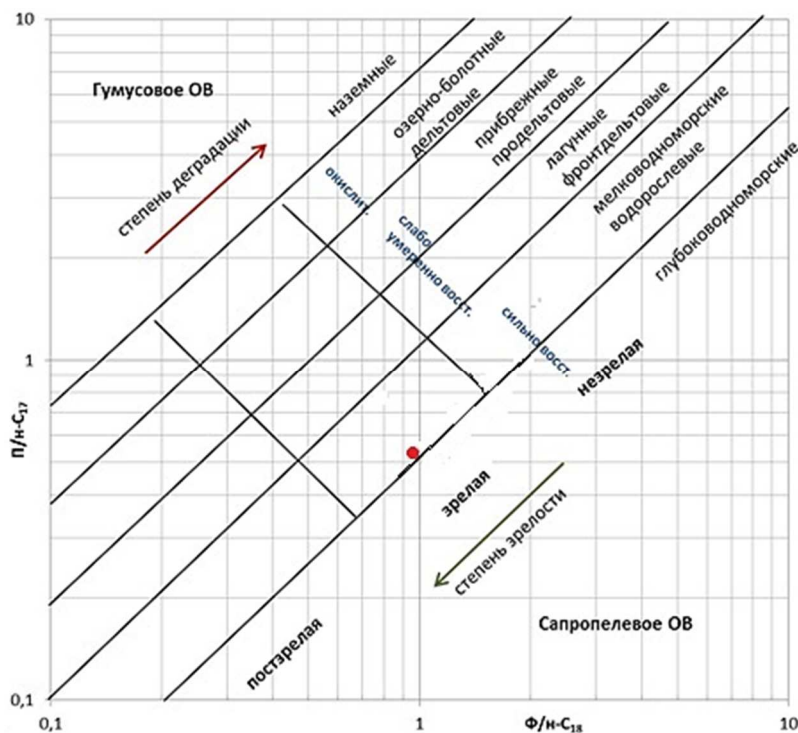 10
Гумусовое ОВ
степень деградации
наземные
озерно-болотные
дельтовые
прибрежные
продельтовые
лагунные
фронтдельтовые
мелководноморские
водорослевые
глубоководноморские
окислит.
слабо
умеренно восст.
сильно восст.
незрелая
зрелая
постзрелая
степень зрелости
Сапропелевое ОВ
П/н-С17
1
0,1
0,1
1
Ф/н-С18
10